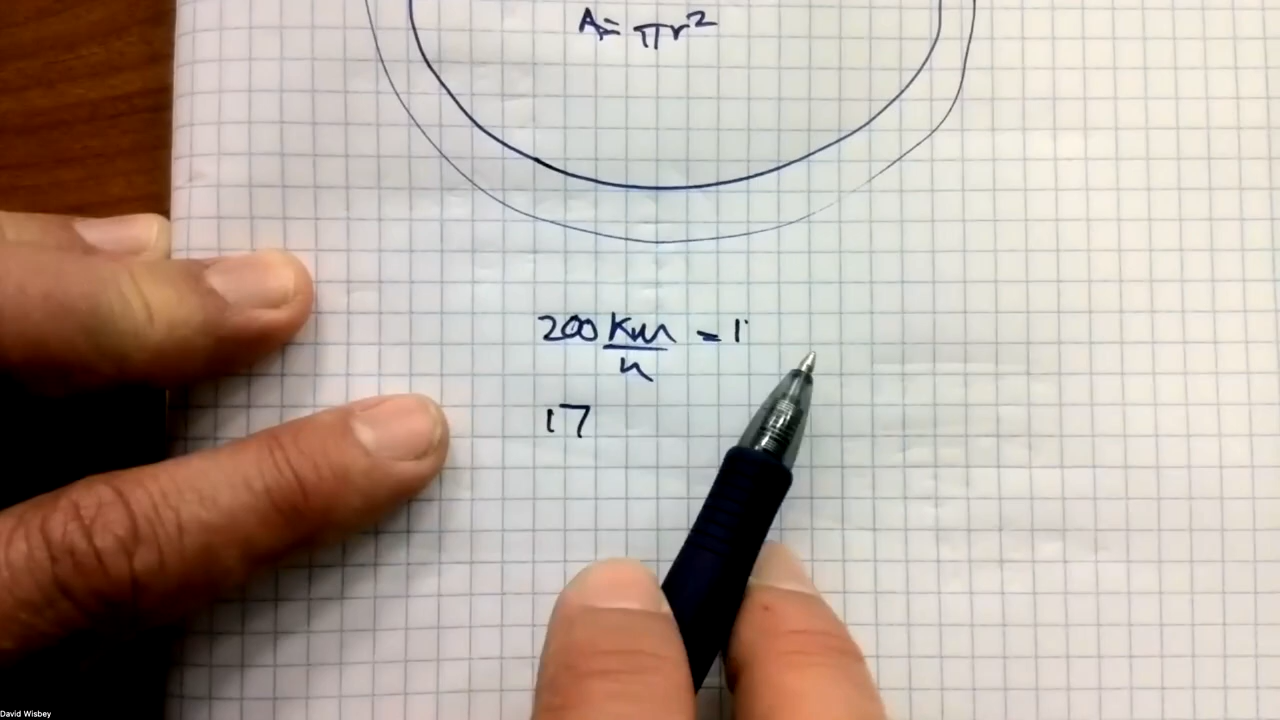 A = πr²
200 Km/h = 1
17
David Wisbey